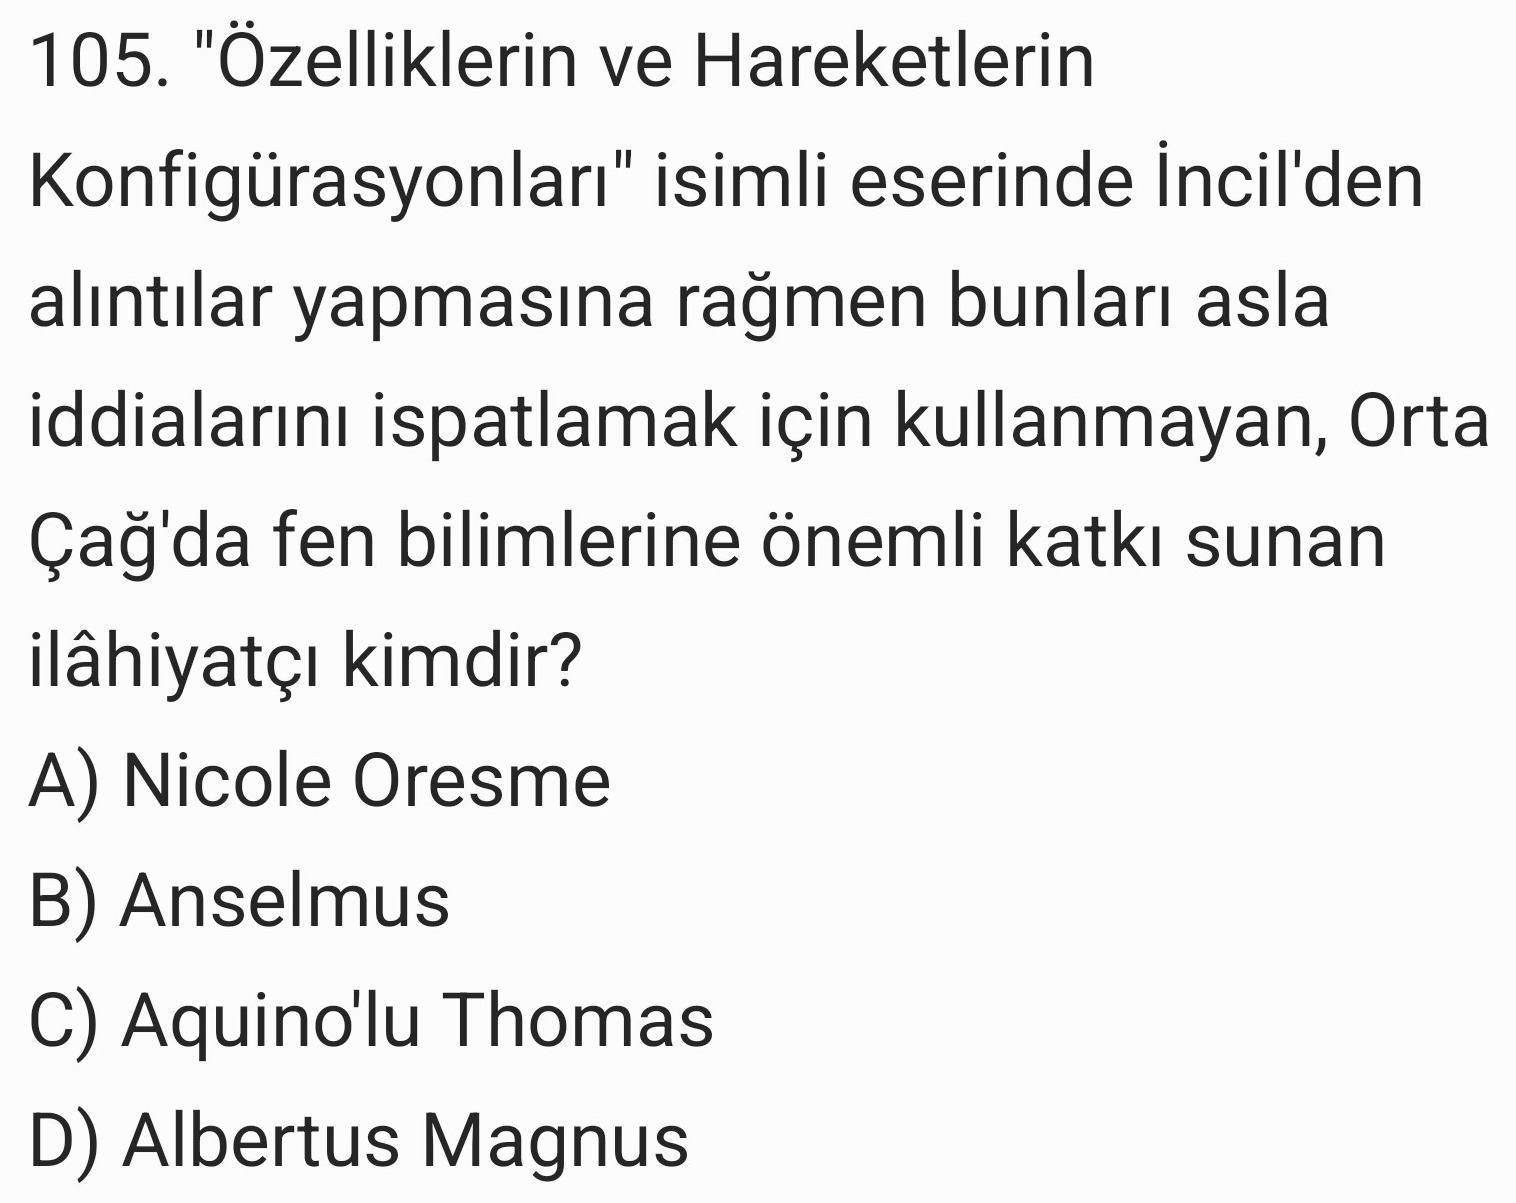 105. "Özelliklerin ve Hareketlerin
Konfigürasyonları" isimli eserinde İncil'den
alıntılar yapmasına rağmen bunları asla
iddialarını ispatlamak için kullanmayan, Orta
Çağ'da fen bilimlerine önemli katkı sunan
ilâhiyatçı kimdir?
A) Nicole Oresme
B) Anselmus
C) Aquino'lu Thomas
D) Albertus Magnus